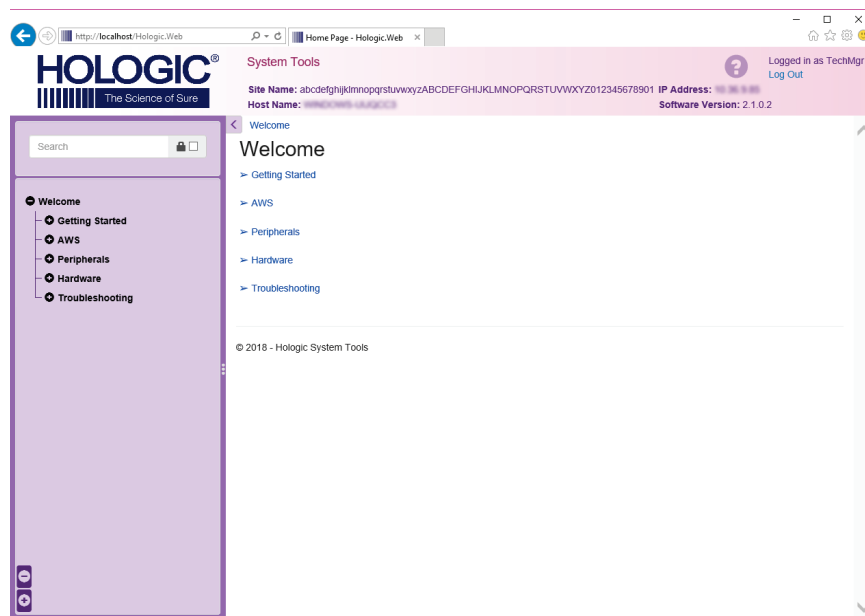 http://localhost/Hologic.Web
Home Page - Hologic.Web
HOLOGIC®
The Science of Sure
System Tools
Logged in as TechMgr
Log Out
Site Name: abcdefghijklmnopqrstuvwxyzABCDEFGHIJKLMNOPQRSTUVWXYZ012345678901 IP Address:
Host Name: Software Version: 2.1.0.2
Search
Welcome
Getting Started
AWS
Peripherals
Hardware
Troubleshooting
Welcome
Welcome
➢ Getting Started
➢ AWS
➢ Peripherals
➢ Hardware
➢ Troubleshooting
© 2018 - Hologic System Tools